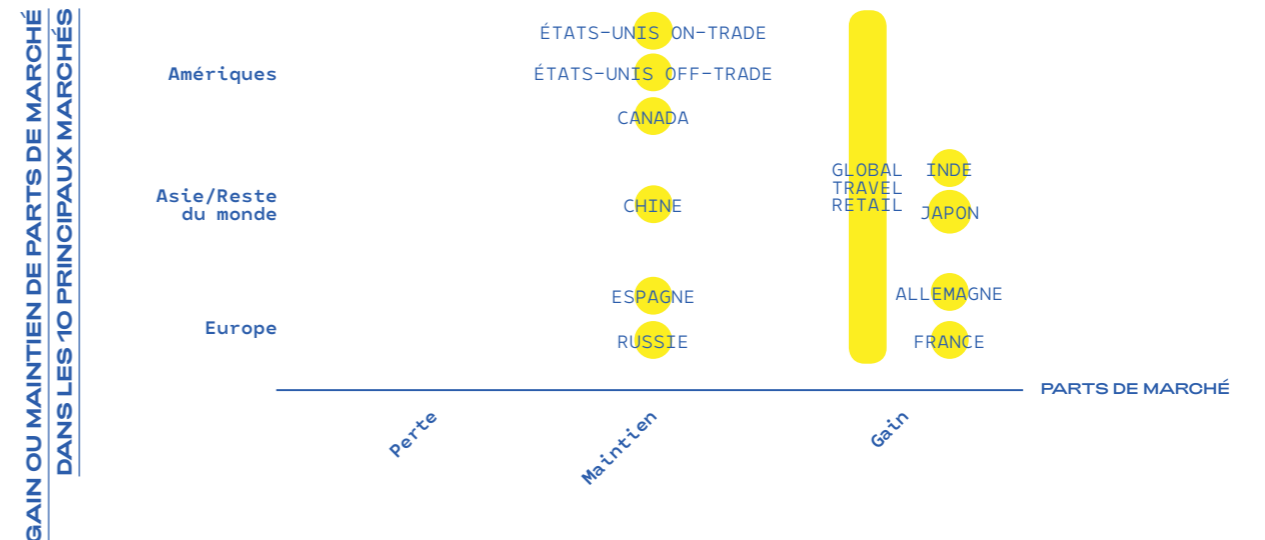 GAIN OU MAINTIEN DE PARTS DE MARCHÉ
DANS LES 10 PRINCIPAUX MARCHÉS
Amériques
ÉTATS-UNIS ON-TRADE
ÉTATS-UNIS OFF-TRADE
CANADA
Asie/Reste
du monde
CHINE
GLOBAL
TRAVEL
RETAIL
INDE
JAPON
Europe
ESPAGNE
RUSSIE
ALLEMAGNE
FRANCE
PARTS DE MARCHÉ
Perte
Maintien
Gain